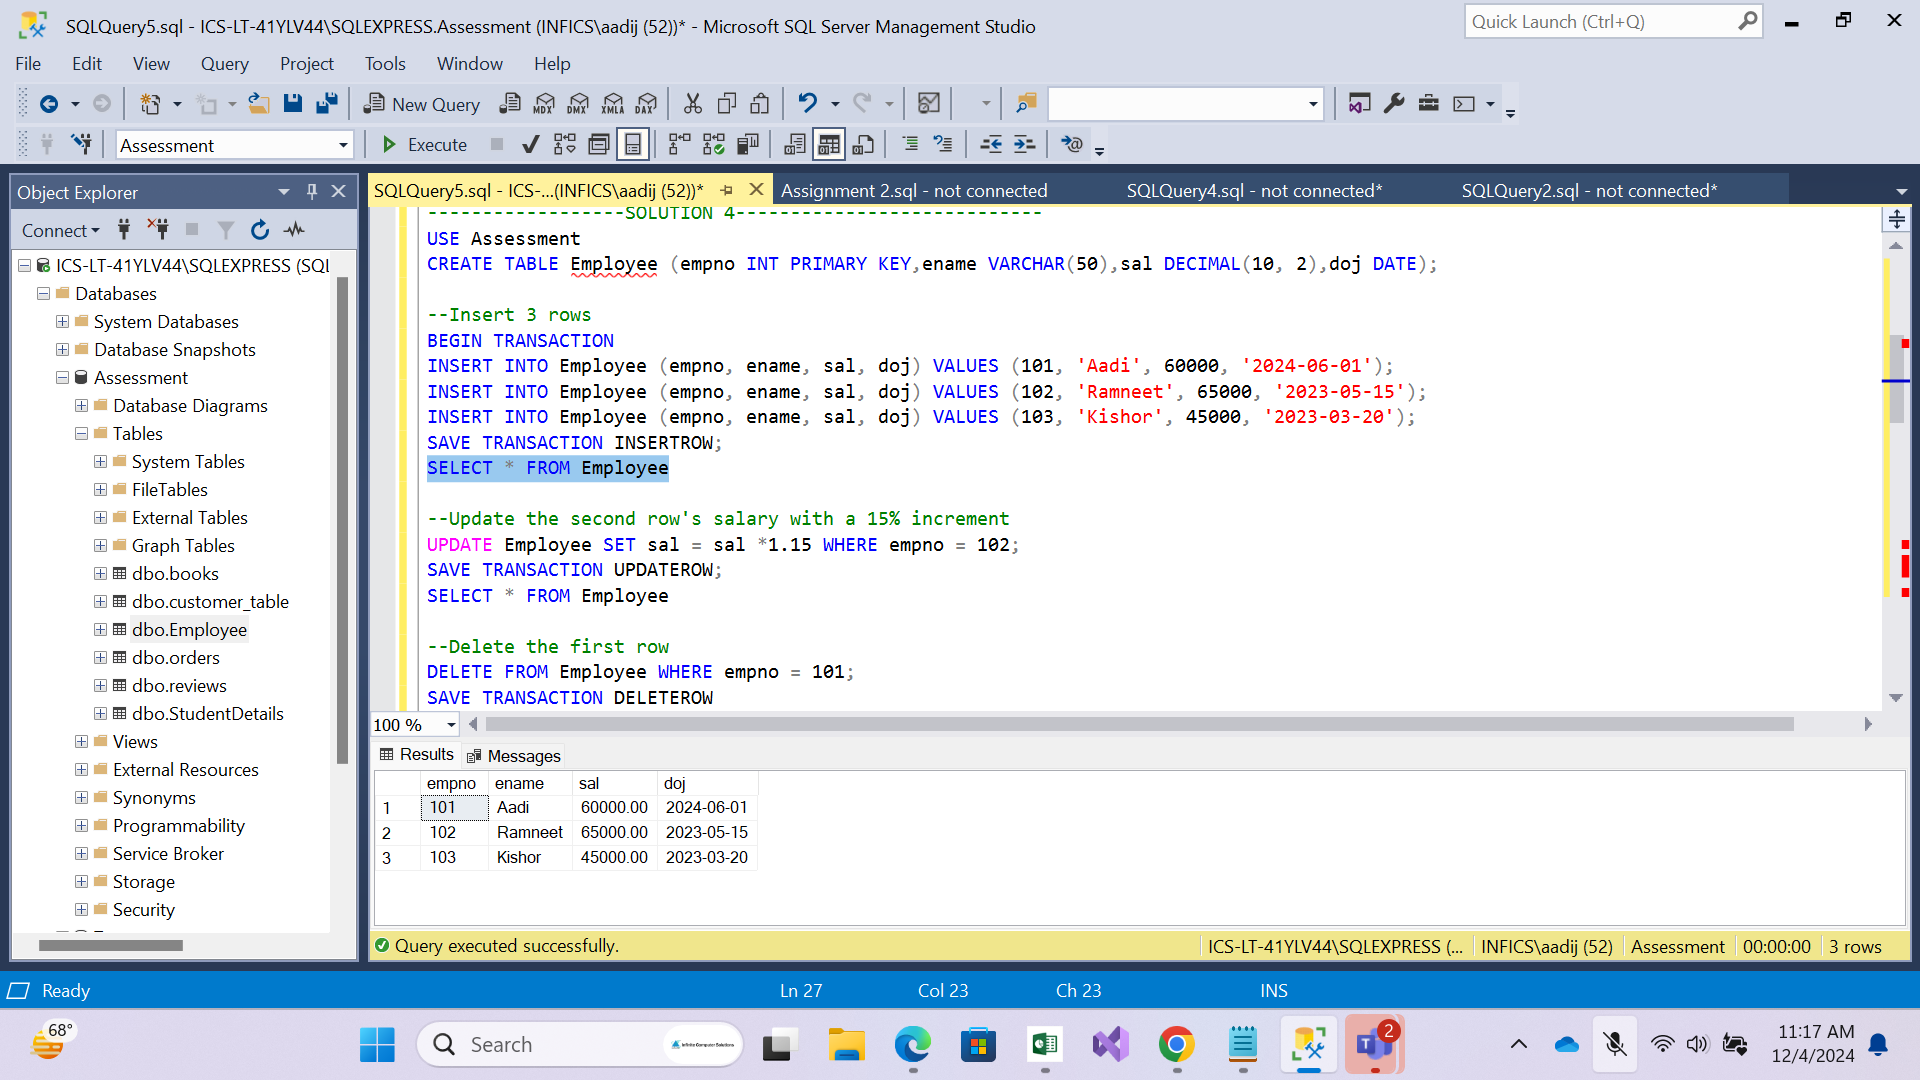 SQLQuery5.sql - ICS-LT-41YLV44\SQLEXPRESS.Assessment (INFICS\aadij (52))* - Microsoft SQL Server Management Studio
Quick Launch (Ctrl+Q)
File Edit View Query Project Tools Window Help
New Query MDX DMX XMLA DAX
Assessment Execute
Object Explorer
Connect
ICS-LT-41YLV44\SQLEXPRESS (SQL
Databases
System Databases
Database Snapshots
Assessment
Database Diagrams
Tables
System Tables
FileTables
External Tables
Graph Tables
dbo.books
dbo.customer_table
dbo.Employee
dbo.orders
dbo.reviews
dbo.StudentDetails
Views
External Resources
Synonyms
Programmability
Service Broker
Storage
Security
SQLQuery5.sql - ICS-...(INFICS\aadij (52))* Assignment 2.sql - not connected SQLQuery4.sql - not connected* SQLQuery2.sql - not connected*
------------------SOLUTION 4----------------------------
USE Assessment
CREATE TABLE Employee (empno INT PRIMARY KEY,ename VARCHAR(50),sal DECIMAL(10, 2),doj DATE);
--Insert 3 rows
BEGIN TRANSACTION
INSERT INTO Employee (empno, ename, sal, doj) VALUES (101, 'Aadi', 60000, '2024-06-01');
INSERT INTO Employee (empno, ename, sal, doj) VALUES (102, 'Ramneet', 65000, '2023-05-15');
INSERT INTO Employee (empno, ename, sal, doj) VALUES (103, 'Kishor', 45000, '2023-03-20');
SAVE TRANSACTION INSERTROW;
SELECT * FROM Employee
--Update the second row's salary with a 15% increment
UPDATE Employee SET sal = sal *1.15 WHERE empno = 102;
SAVE TRANSACTION UPDATEROW;
SELECT * FROM Employee
--Delete the first row
DELETE FROM Employee WHERE empno = 101;
SAVE TRANSACTION DELETEROW
100 %
Results Messages
empno ename sal doj
1 101 Aadi 60000.00 2024-06-01
2 102 Ramneet 65000.00 2023-05-15
3 103 Kishor 45000.00 2023-03-20
Query executed successfully. ICS-LT-41YLV44\SQLEXPRESS (... INFICS\aadij (52) Assessment 00:00:00 3 rows
Ready Ln 27 Col 23 Ch 23 INS
68° Search Infinite Computer Solutions 2 11:17 AM
12/4/2024